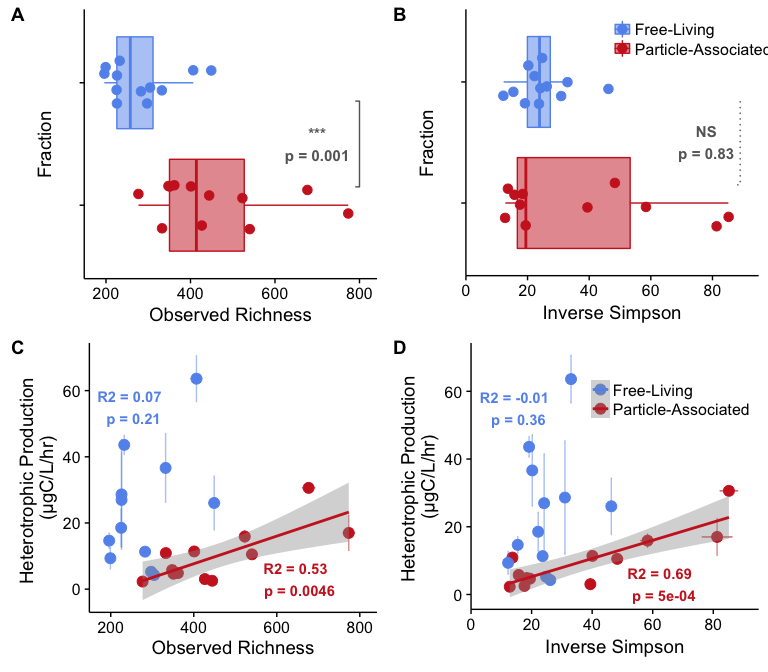 A
Fraction
***
p = 0.001
200
400
600
800
Observed Richness
B
Free-Living
Particle-Associated
Fraction
NS
p = 0.83
0
20
40
60
80
Inverse Simpson
C
Heterotrophic Production
(μgC/L/hr)
60
40
20
0
R2 = 0.07
p = 0.21
R2 = 0.53
p = 0.0046
200
400
600
800
Observed Richness
D
Heterotrophic Production
(μgC/L/hr)
60
40
20
0
R2 = -0.01
p = 0.36
Free-Living
Particle-Associated
R2 = 0.69
p = 5e-04
0
20
40
60
80
Inverse Simpson